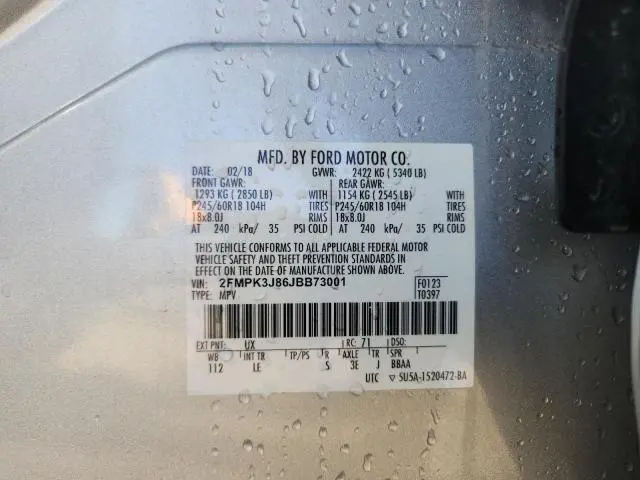 MFD. BY FORD MOTOR CO.
DATE: 02/18 GVWR: 2422 KG ( 5340 LB)
FRONT GAWR: REAR GAWR:
1293 KG ( 2850 LB) WITH 1154 KG ( 2545 LB) WITH
P245/60R18 104H TIRES P245/60R18 104H TIRES
18x8.0J RIMS 18x8.0J RIMS
AT 240 kPa/ 35 PSI COLD AT 240 kPa/ 35 PSI COLD
THIS VEHICLE CONFORMS TO ALL APPLICABLE FEDERAL MOTOR
VEHICLE SAFETY AND THEFT PREVENTION STANDARDS IN
EFFECT ON THE DATE OF MANUFACTURE SHOWN ABOVE.
VIN: 2FMPK3J86JBB73001 F0123
TYPE: MPV T0397
EXT PNT: UX RC: 71 DSO:
WB INT TR TP/PS R AXLE TR SPR
112 LE S 3E J BBAA
UTC ▽ 5U5A-1520472-BA